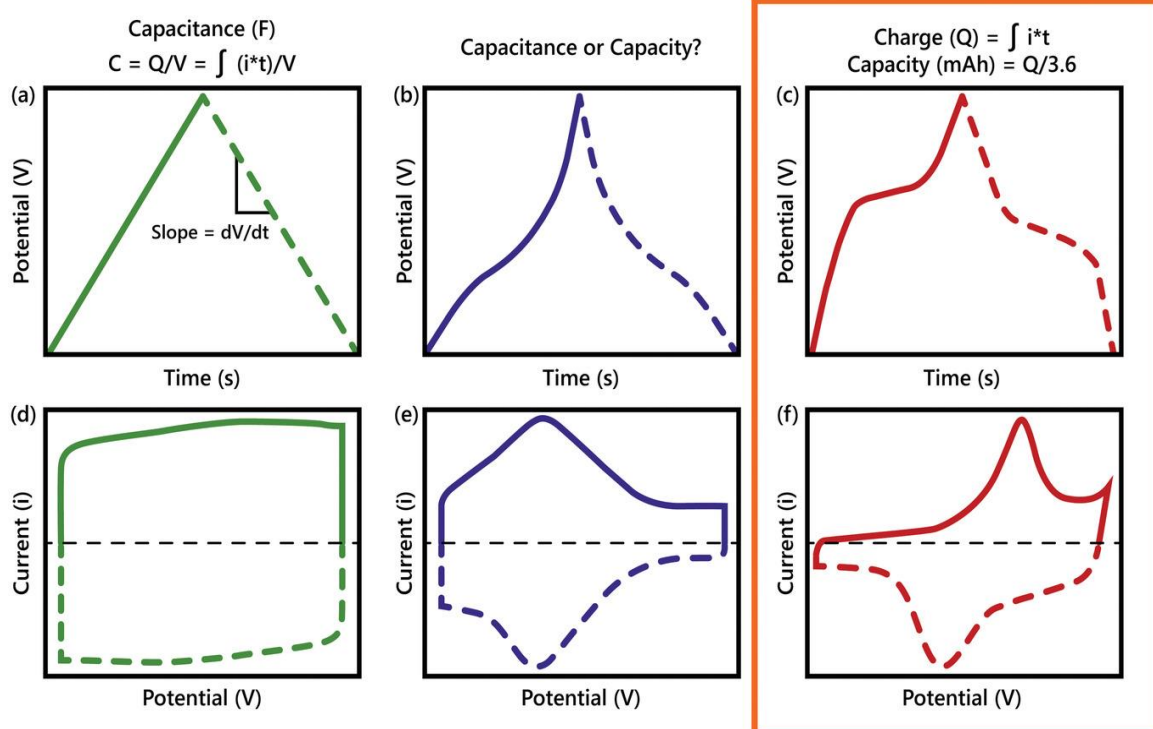 Capacitance (F)
C = Q/V = ∫ (i*t)/V
Capacitance or Capacity?
Charge (Q) = ∫ i*t
Capacity (mAh) = Q/3.6
(a)
Potential (V)
Slope = dV/dt
Time (s)
(b)
Potential (V)
Time (s)
(c)
Potential (V)
Time (s)
(d)
Current (i)
Potential (V)
(e)
Current (i)
Potential (V)
(f)
Current (i)
Potential (V)